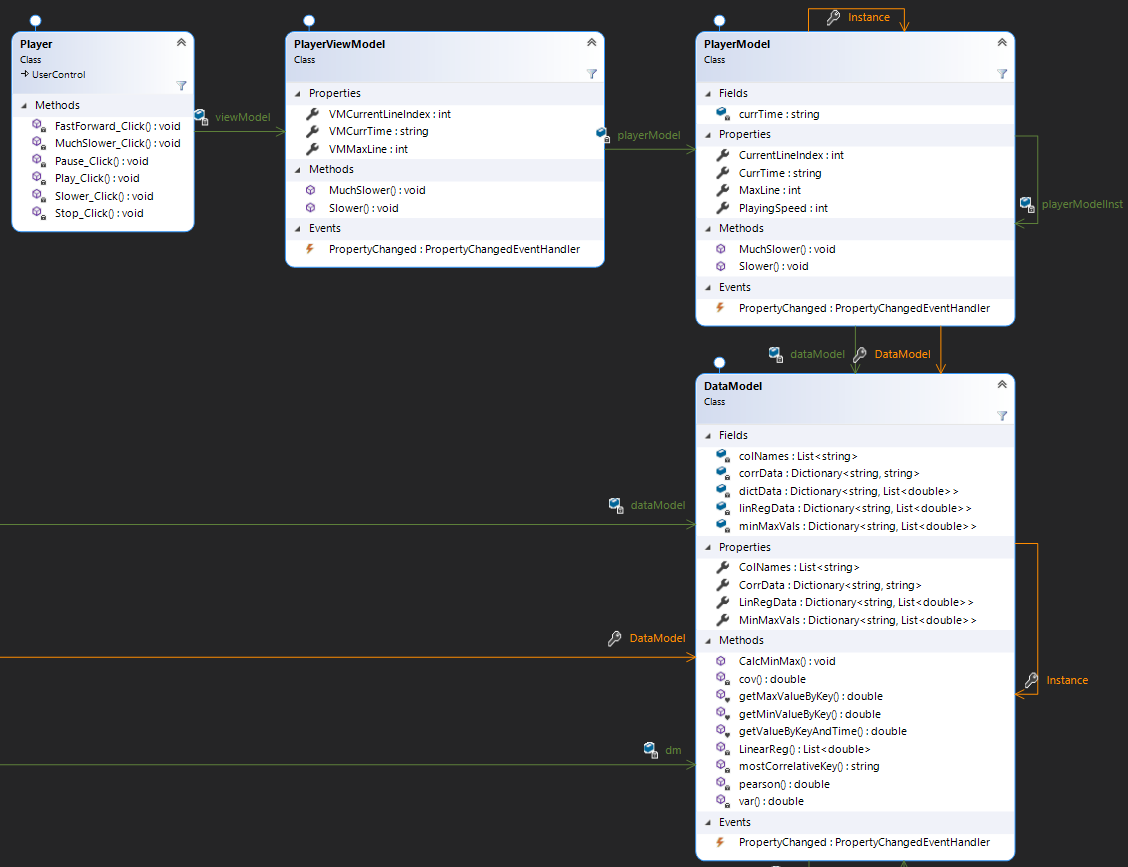 Player
Class
UserControl
Methods
FastForward_Click() : void
MuchSlower_Click() : void
Pause_Click() : void
Play_Click() : void
Slower_Click() : void
Stop_Click() : void
viewModel
PlayerViewModel
Class
Properties
VMCurrentLineIndex : int
VMCurrTime : string
VMMaxLine : int
Methods
MuchSlower() : void
Slower() : void
Events
PropertyChanged : PropertyChangedEventHandler
playerModel
Instance
PlayerModel
Class
Fields
currTime : string
Properties
CurrentLineIndex : int
CurrTime : string
MaxLine : int
PlayingSpeed : int
Methods
MuchSlower() : void
Slower() : void
Events
PropertyChanged : PropertyChangedEventHandler
playerModelInst
dataModel
DataModel
DataModel
Class
Fields
colNames : List<string>
corrData : Dictionary<string, string>
dictData : Dictionary<string, List<double>>
linRegData : Dictionary<string, List<double>>
minMaxVals : Dictionary<string, List<double>>
Properties
ColNames : List<string>
CorrData : Dictionary<string, string>
LinRegData : Dictionary<string, List<double>>
MinMaxVals : Dictionary<string, List<double>>
Methods
CalcMinMax() : void
cov() : double
getMaxValueByKey() : double
getMinValueByKey() : double
getValueByKeyAndTime() : double
LinearReg() : List<double>
mostCorrelativeKey() : string
pearson() : double
var() : double
Events
PropertyChanged : PropertyChangedEventHandler
dataModel
DataModel
dm
Instance